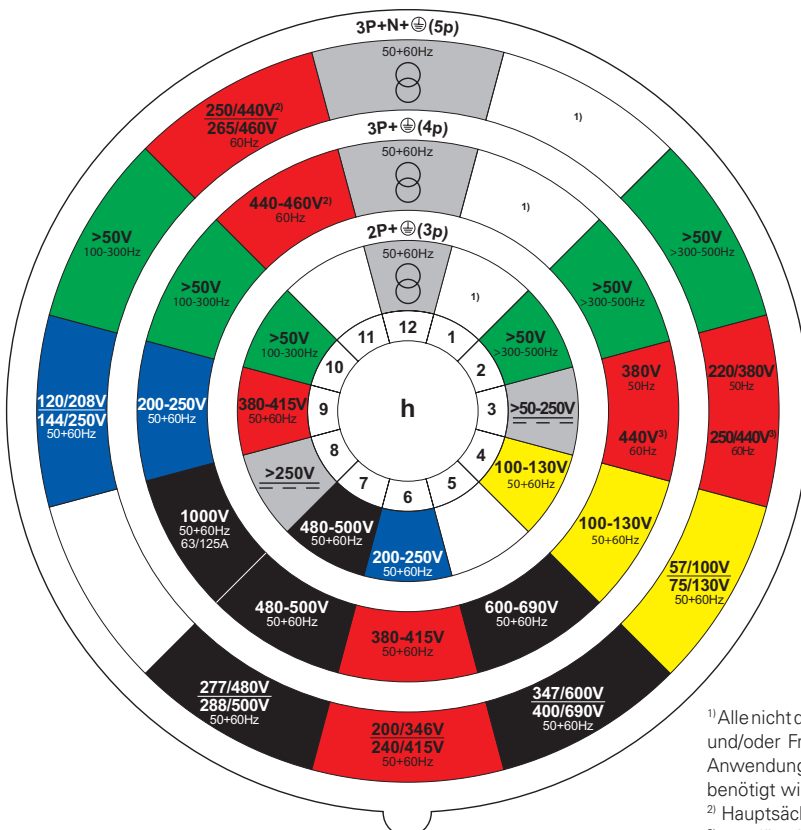 3P+N+⏚(5p)
50+60Hz
1)
>50V
>300-500Hz
220/380V
50Hz
250/440V³⁾
60Hz
57/100V
75/130V
50+60Hz
347/600V
400/690V
50+60Hz
200/346V
240/415V
50+60Hz
277/480V
288/500V
50+60Hz
120/208V
144/250V
50+60Hz
>50V
100-300Hz
250/440V²⁾
265/460V
60Hz
3P+⏚(4p)
50+60Hz
1)
>50V
>300-500Hz
380V
50Hz
440V³⁾
60Hz
100-130V
50+60Hz
600-690V
50+60Hz
380-415V
50+60Hz
480-500V
50+60Hz
1000V
50+60Hz
63/125A
200-250V
50+60Hz
>50V
100-300Hz
440-460V²⁾
60Hz
2P+⏚(3p)
50+60Hz
1)
>50V
>300-500Hz
>50-250V
100-130V
50+60Hz
200-250V
50+60Hz
480-500V
50+60Hz
>250V
380-415V
50+60Hz
>50V
100-300Hz
12
1
2
3
4
5
6
7
8
9
10
11
h
¹⁾ Alle nicht
und/oder Fr
Anwendung
benötigt wi
²⁾ Hauptsäc